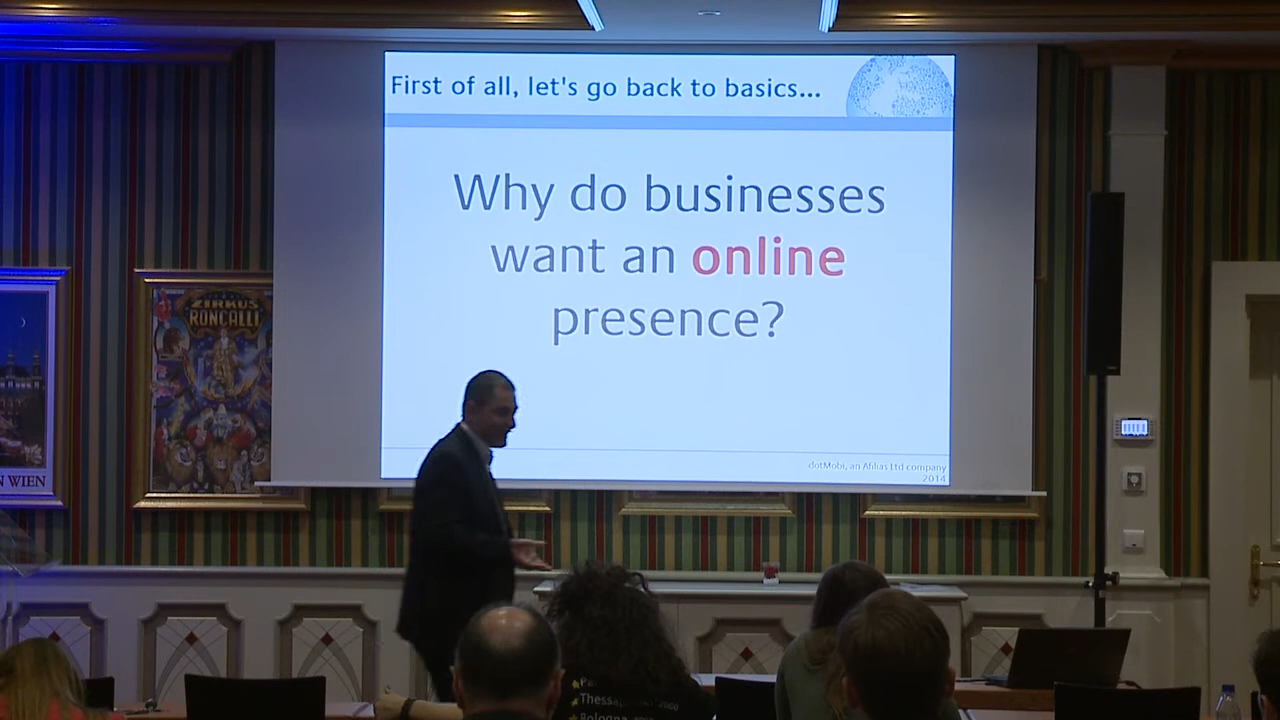 First of all, let's go back to basics...
Why do businesses
want an online
presence?
dotMobi, an Afilias Ltd company
2014
ZIRKUS
RONCALLI
N WIEN
Bologna